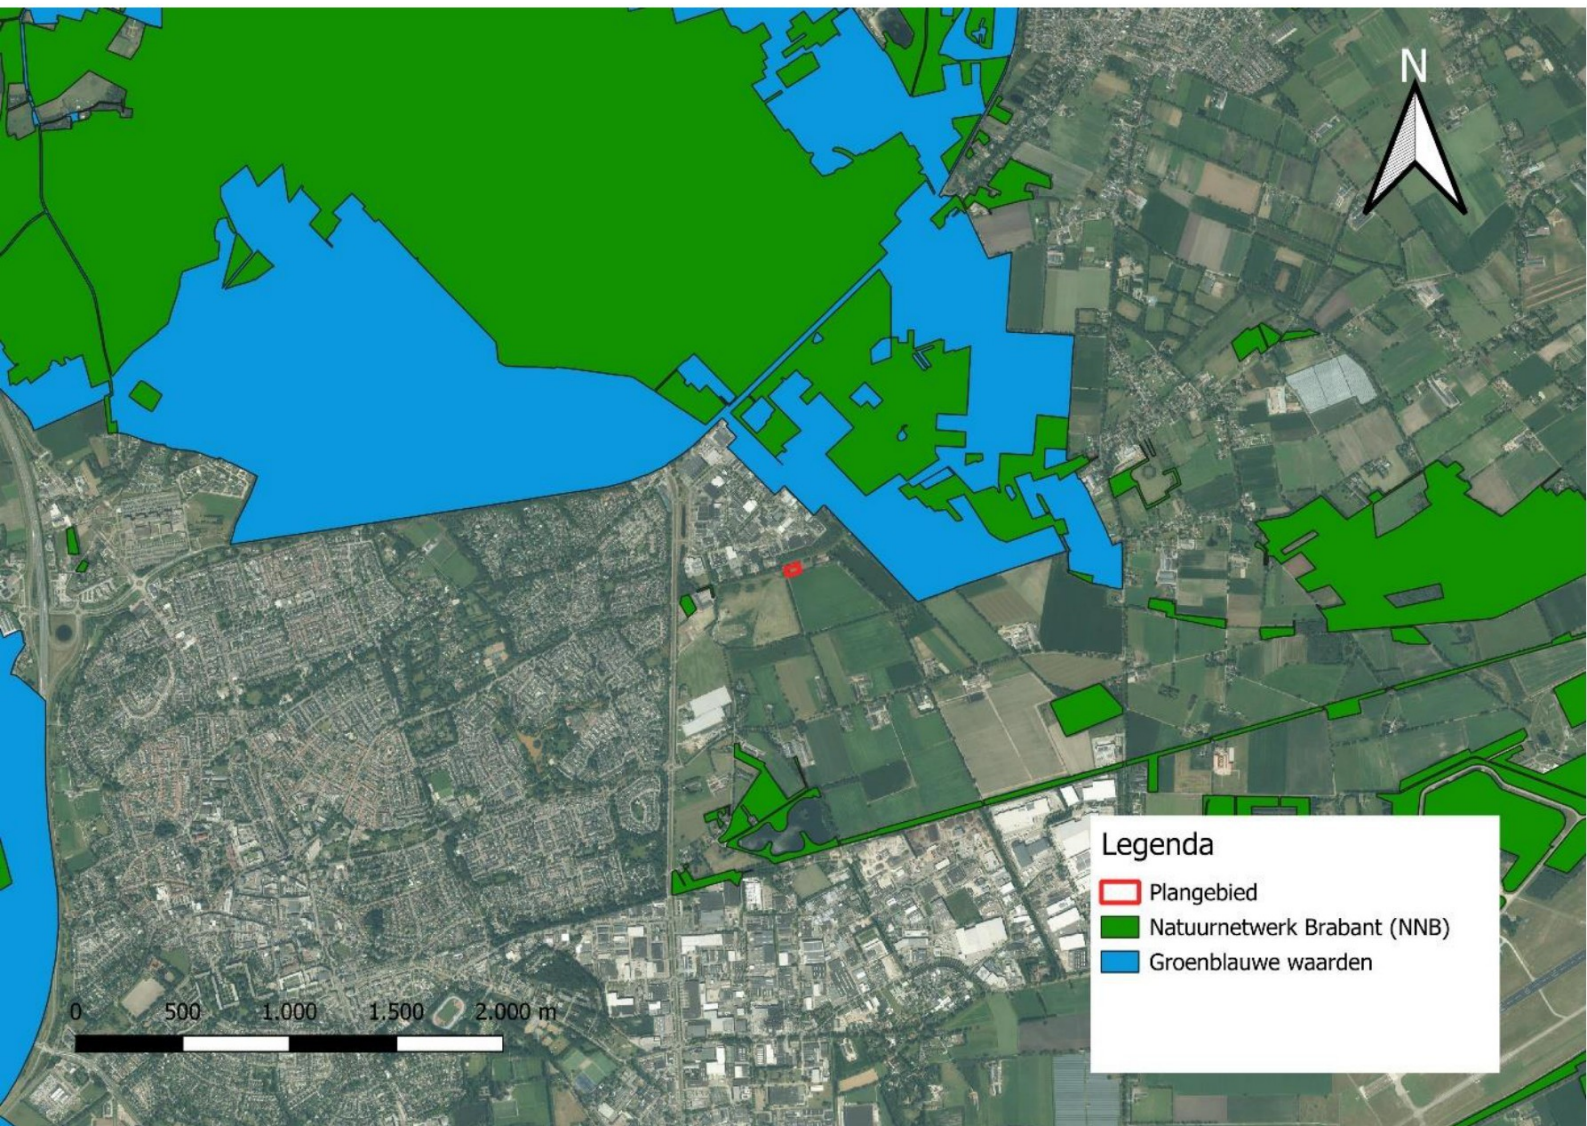 N
Legenda
Plangebied
Natuurnetwerk Brabant (NNB)
Groenblauwe waarden
0 500 1.000 1.500 2.000 m